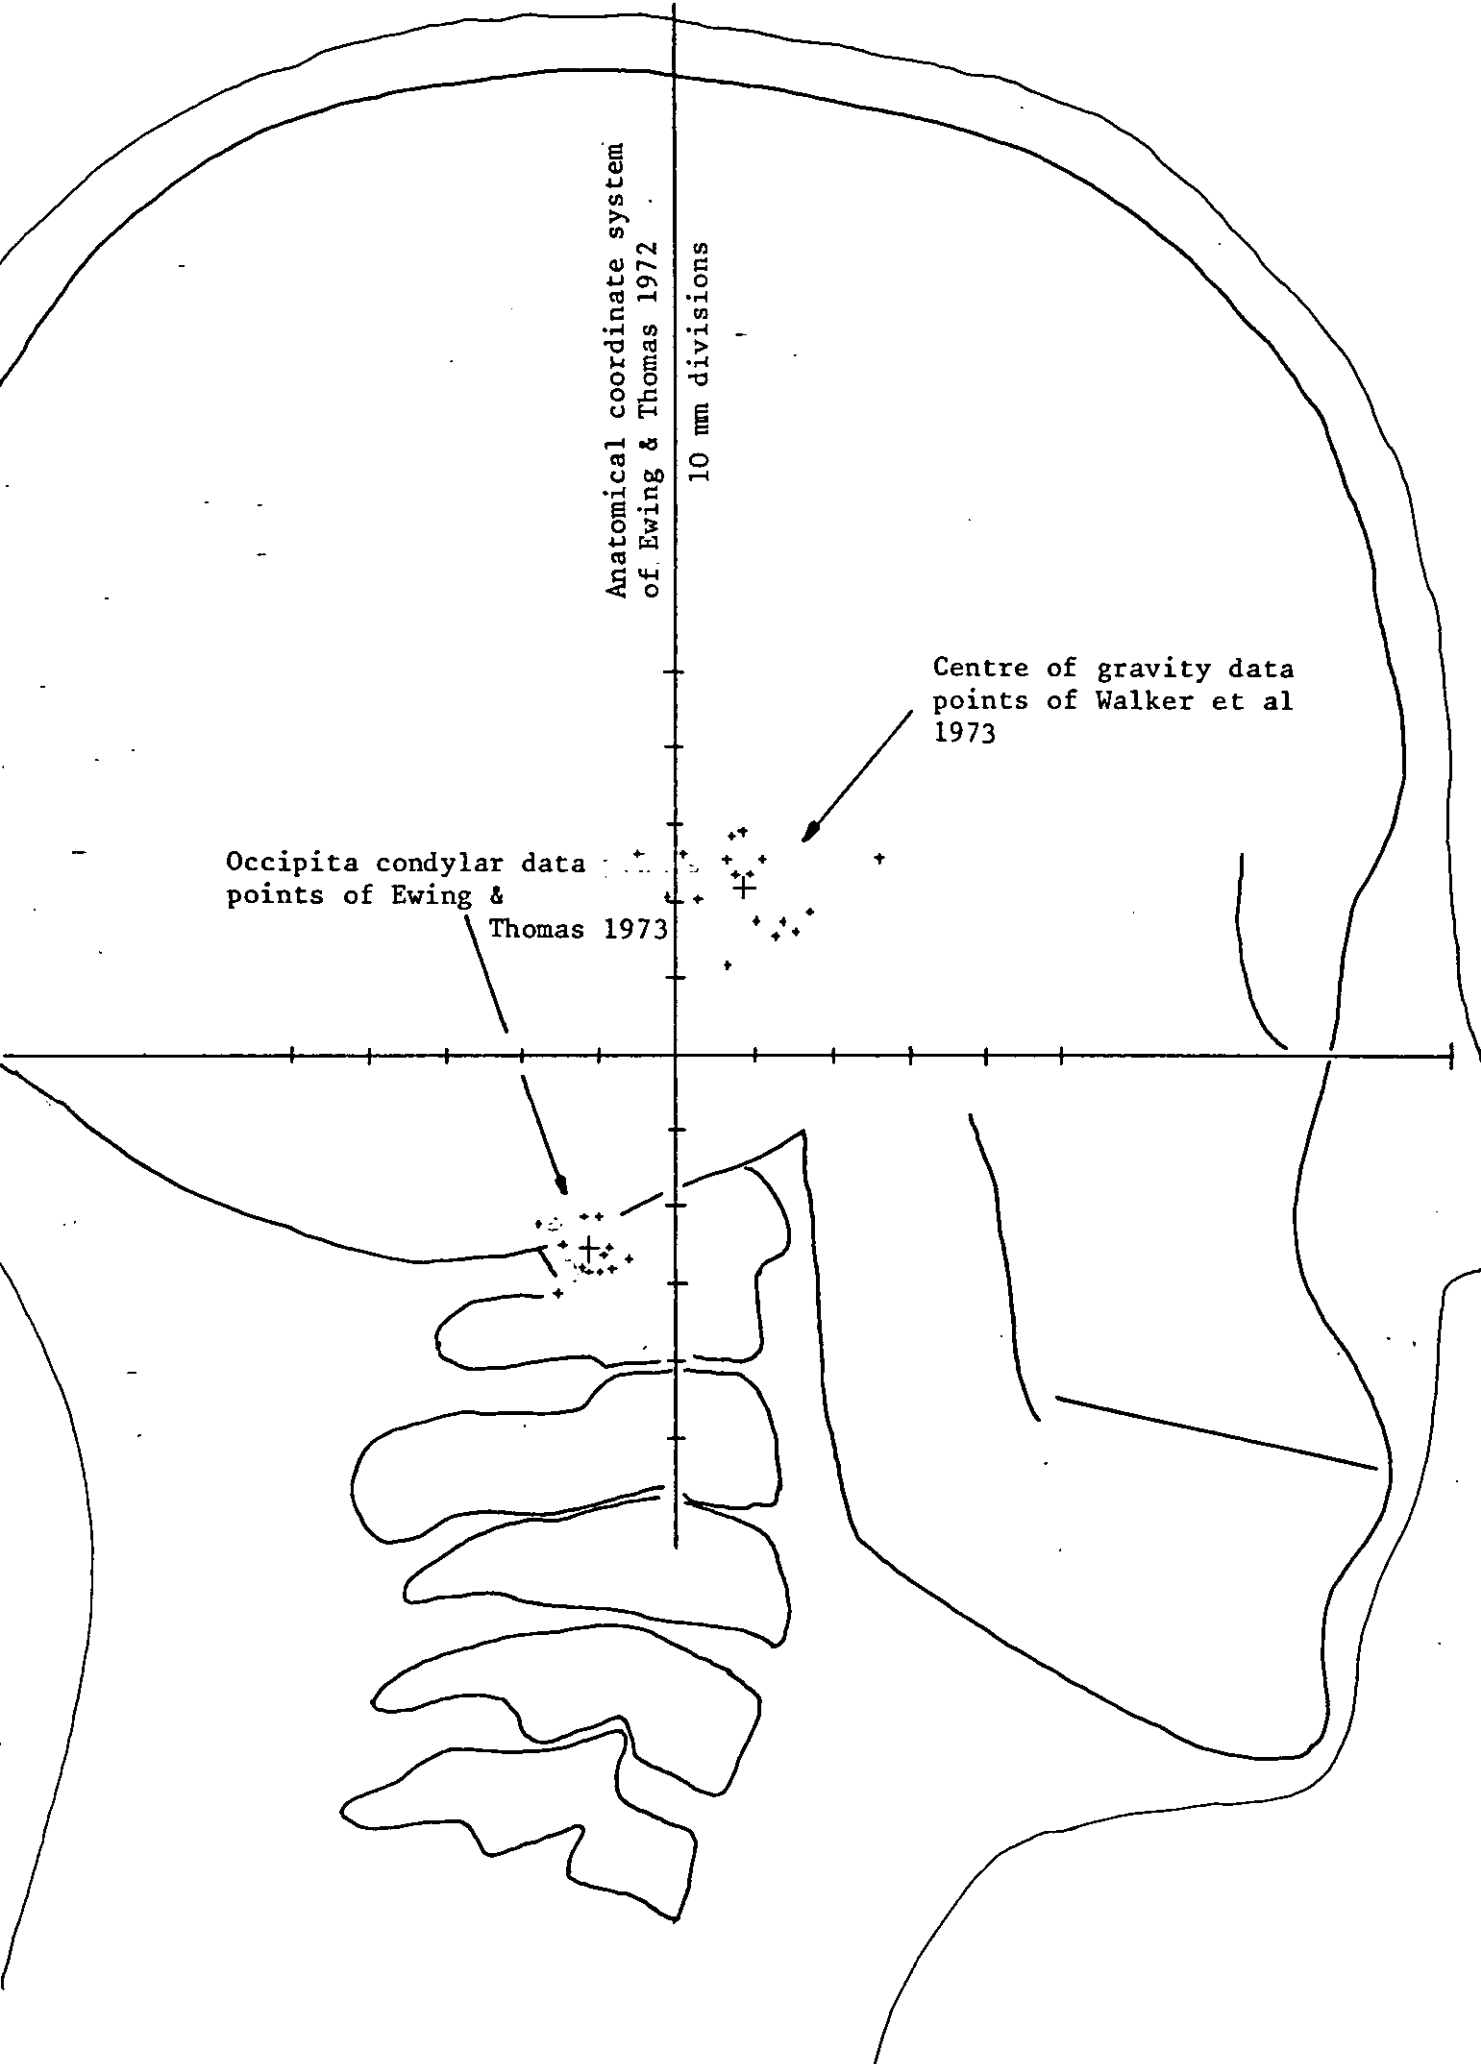 Anatomical coordinate system
of Ewing & Thomas 1972
10 mm divisions
Centre of gravity data
points of Walker et al
1973
Occipita condylar data
points of Ewing &
Thomas 1973